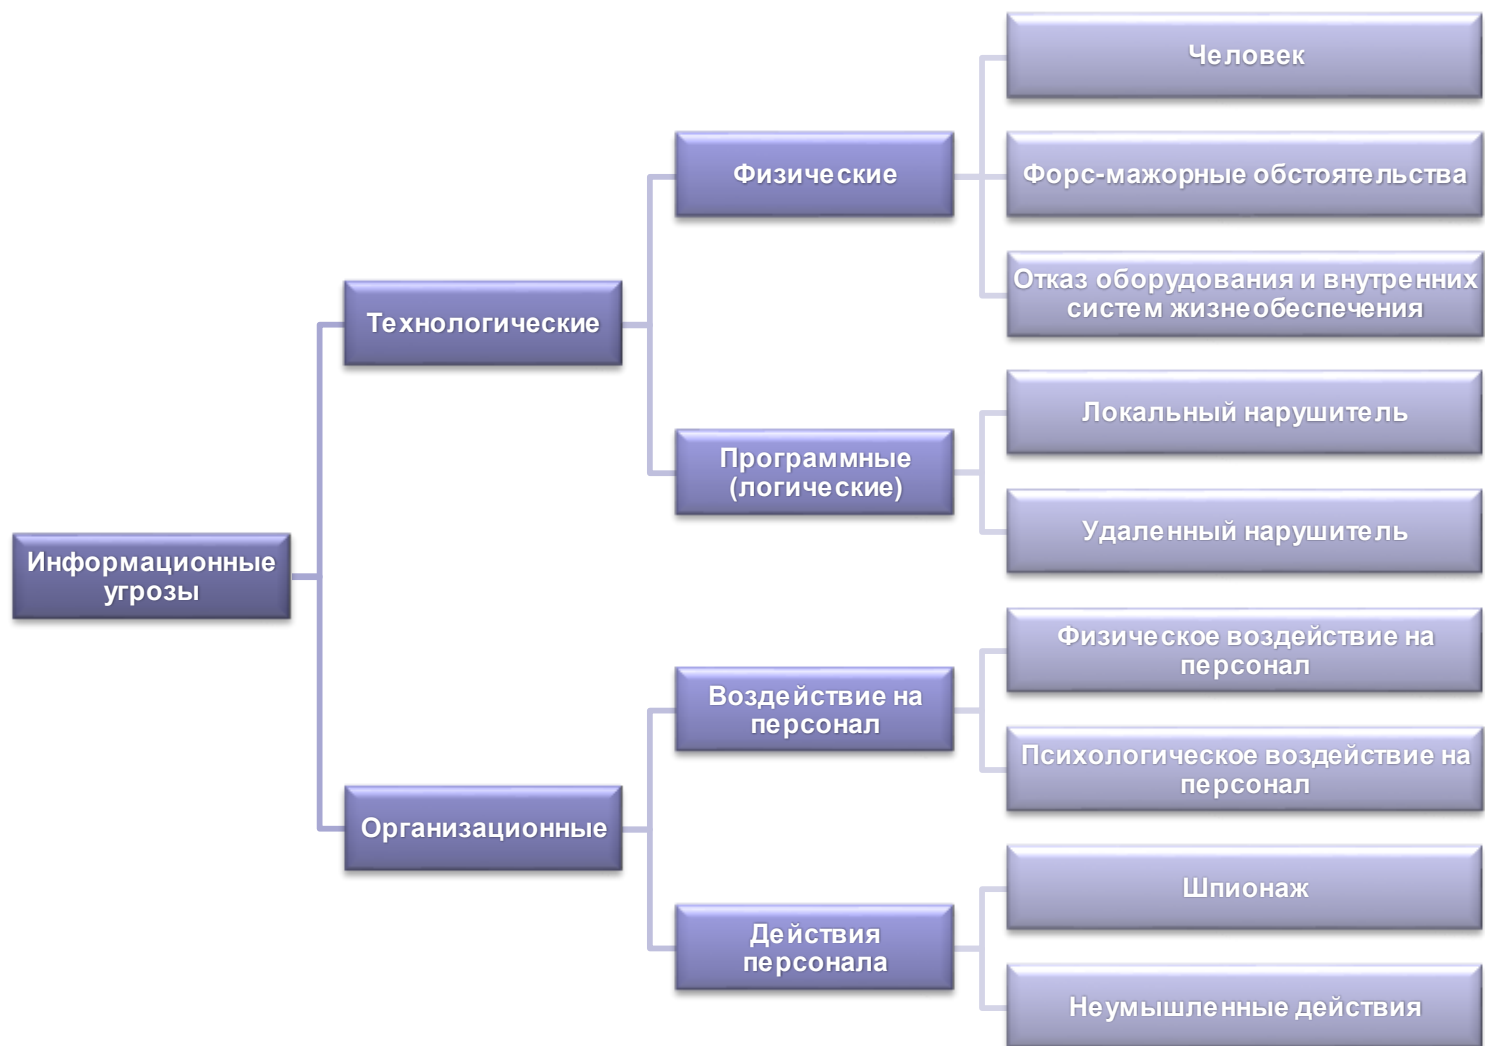 Информационные
угрозы
Технологические
Физические
Человек
Форс-мажорные обстоятельства
Отказ оборудования и внутренних
систем жизнеобеспечения
Программные
(логические)
Локальный нарушитель
Удаленный нарушитель
Организационные
Воздействие на
персонал
Физическое воздействие на
персонал
Психологическое воздействие на
персонал
Действия
персонала
Шпионаж
Неумышленные действия